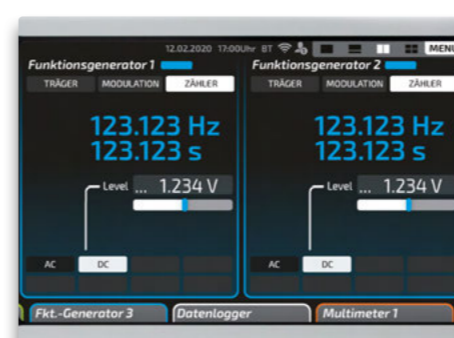 12.02.2020 17:00Uhr BT MENU
Funktionsgenerator 1
TRÄGER MODULATION ZÄHLER
123.123 Hz
123.123 s
Level ... 1.234 V
AC DC
Funktionsgenerator 2
TRÄGER MODULATION ZÄHLER
123.123 Hz
123.123 s
Level ... 1.234 V
AC DC
Fkt.-Generator 3 Datenlogger Multimeter 1